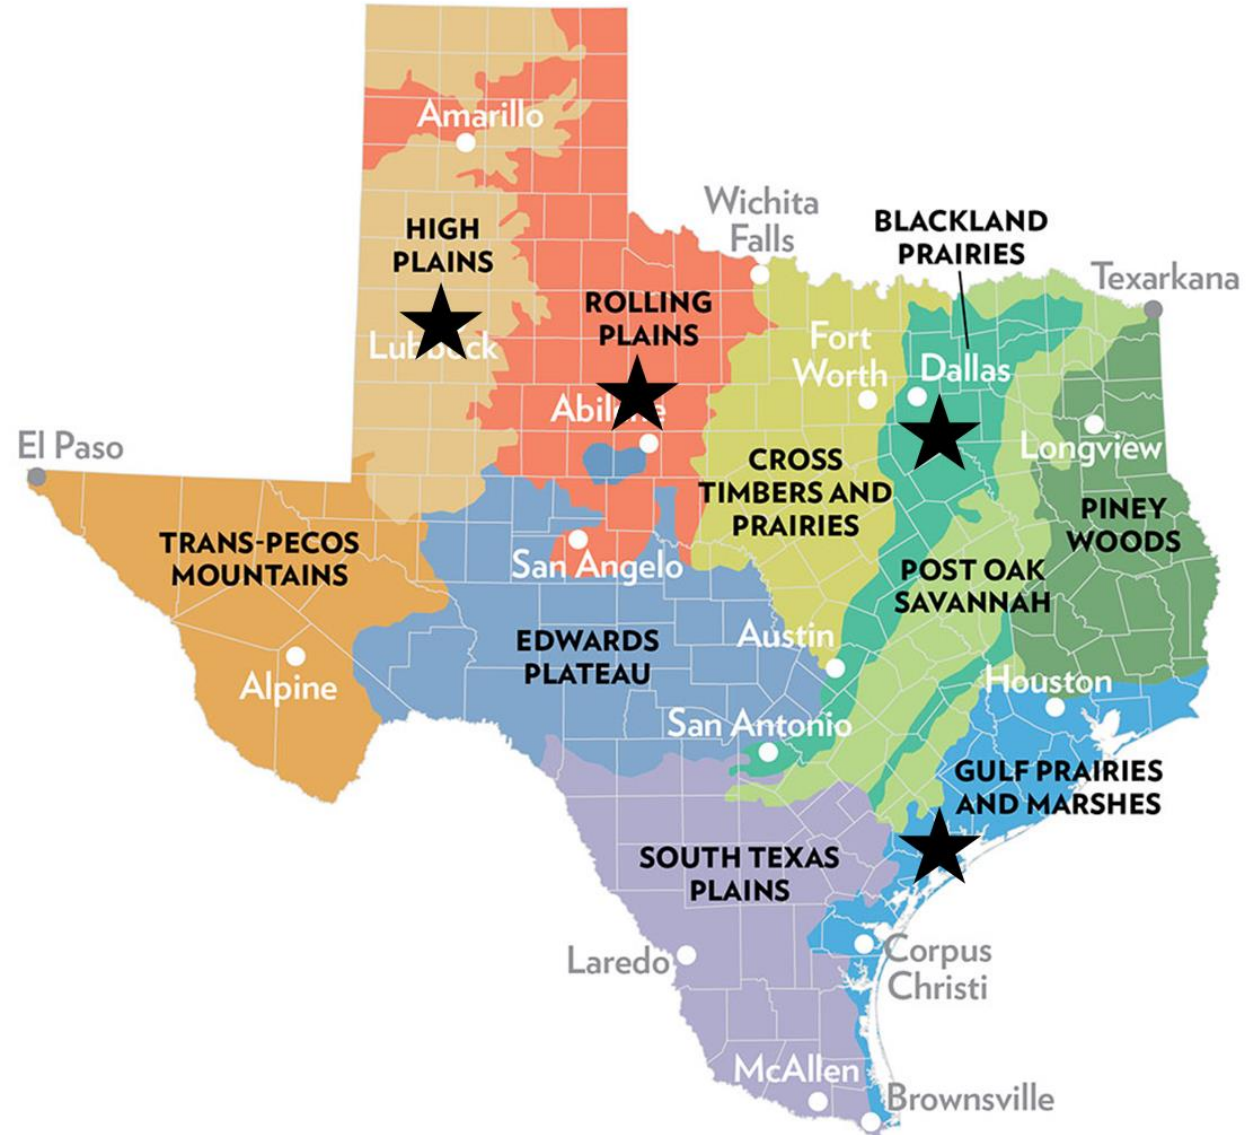 Amarillo
HIGH
PLAINS
Lubbock
ROLLING
PLAINS
Abilene
Wichita
Falls
BLACKLAND
PRAIRIES
Texarkana
Fort
Worth
Dallas
Longview
El Paso
CROSS
TIMBERS AND
PRAIRIES
PINEY
WOODS
TRANS-PECOS
MOUNTAINS
San Angelo
POST OAK
SAVANNAH
EDWARDS
PLATEAU
Austin
Alpine
Houston
San Antonio
GULF PRAIRIES
AND MARSHES
SOUTH TEXAS
PLAINS
Laredo
Corpus
Christi
McAllen
Brownsville